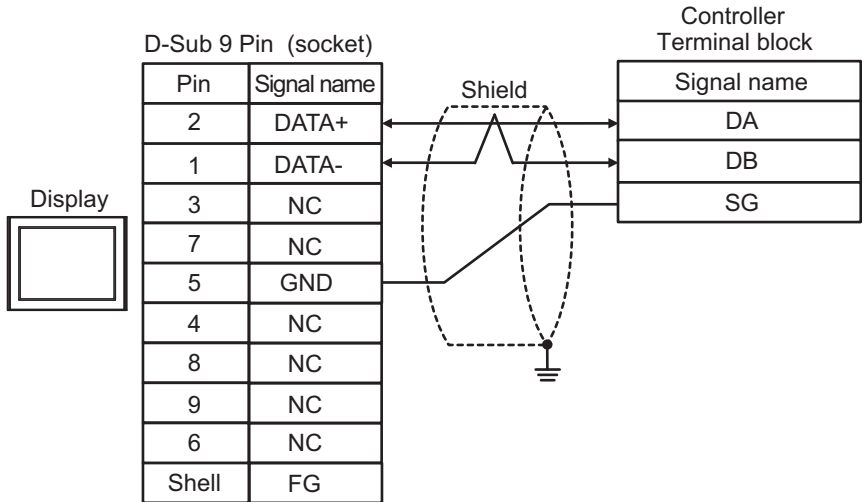 Controller
Terminal block
D-Sub 9 Pin (socket)
Pin Signal name
Shield
Signal name
2 DATA+
DA
1 DATA-
DB
Display
3 NC
SG
7 NC
5 GND
4 NC
8 NC
9 NC
6 NC
Shell FG